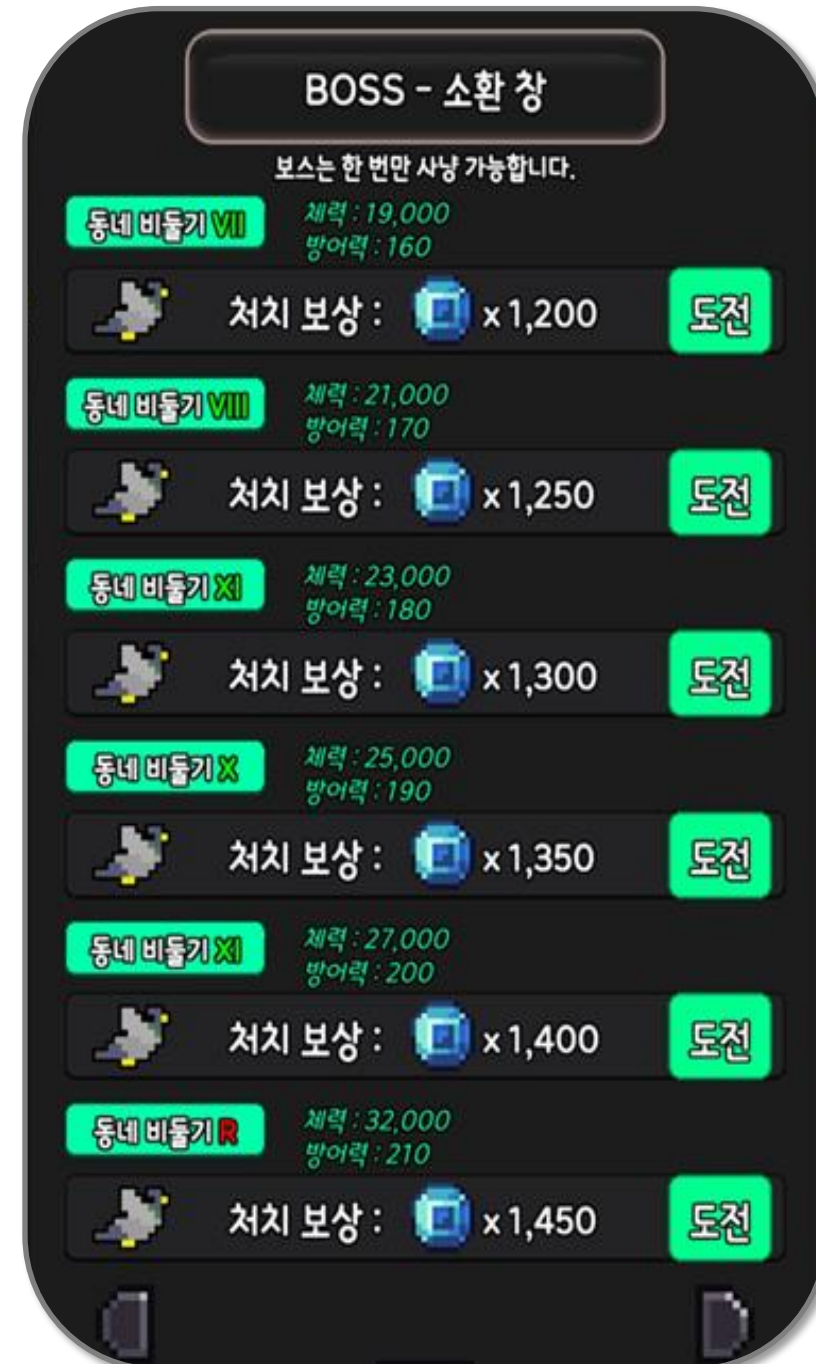 BOSS - 소환 창
보스는 한 번만 사냥 가능합니다.
동네 비둘기 VII
체력 : 19,000
방어력 : 160
처치 보상 : x 1,200
도전
동네 비둘기 VIII
체력 : 21,000
방어력 : 170
처치 보상 : x 1,250
도전
동네 비둘기 XI
체력 : 23,000
방어력 : 180
처치 보상 : x 1,300
도전
동네 비둘기 X
체력 : 25,000
방어력 : 190
처치 보상 : x 1,350
도전
동네 비둘기 XI
체력 : 27,000
방어력 : 200
처치 보상 : x 1,400
도전
동네 비둘기 R
체력 : 32,000
방어력 : 210
처치 보상 : x 1,450
도전